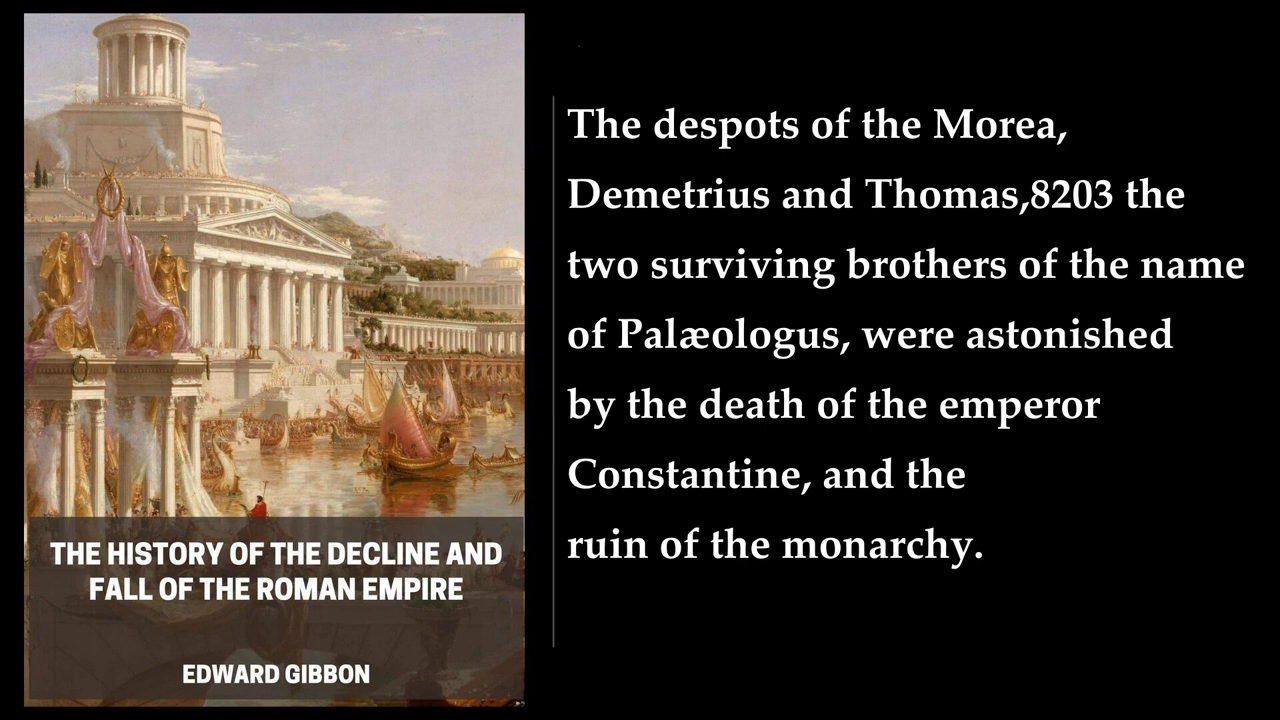 THE HISTORY OF THE DECLINE AND
FALL OF THE ROMAN EMPIRE
EDWARD GIBBON
The despots of the Morea,
Demetrius and Thomas,8203 the
two surviving brothers of the name
of Palæologus, were astonished
by the death of the emperor
Constantine, and the
ruin of the monarchy.